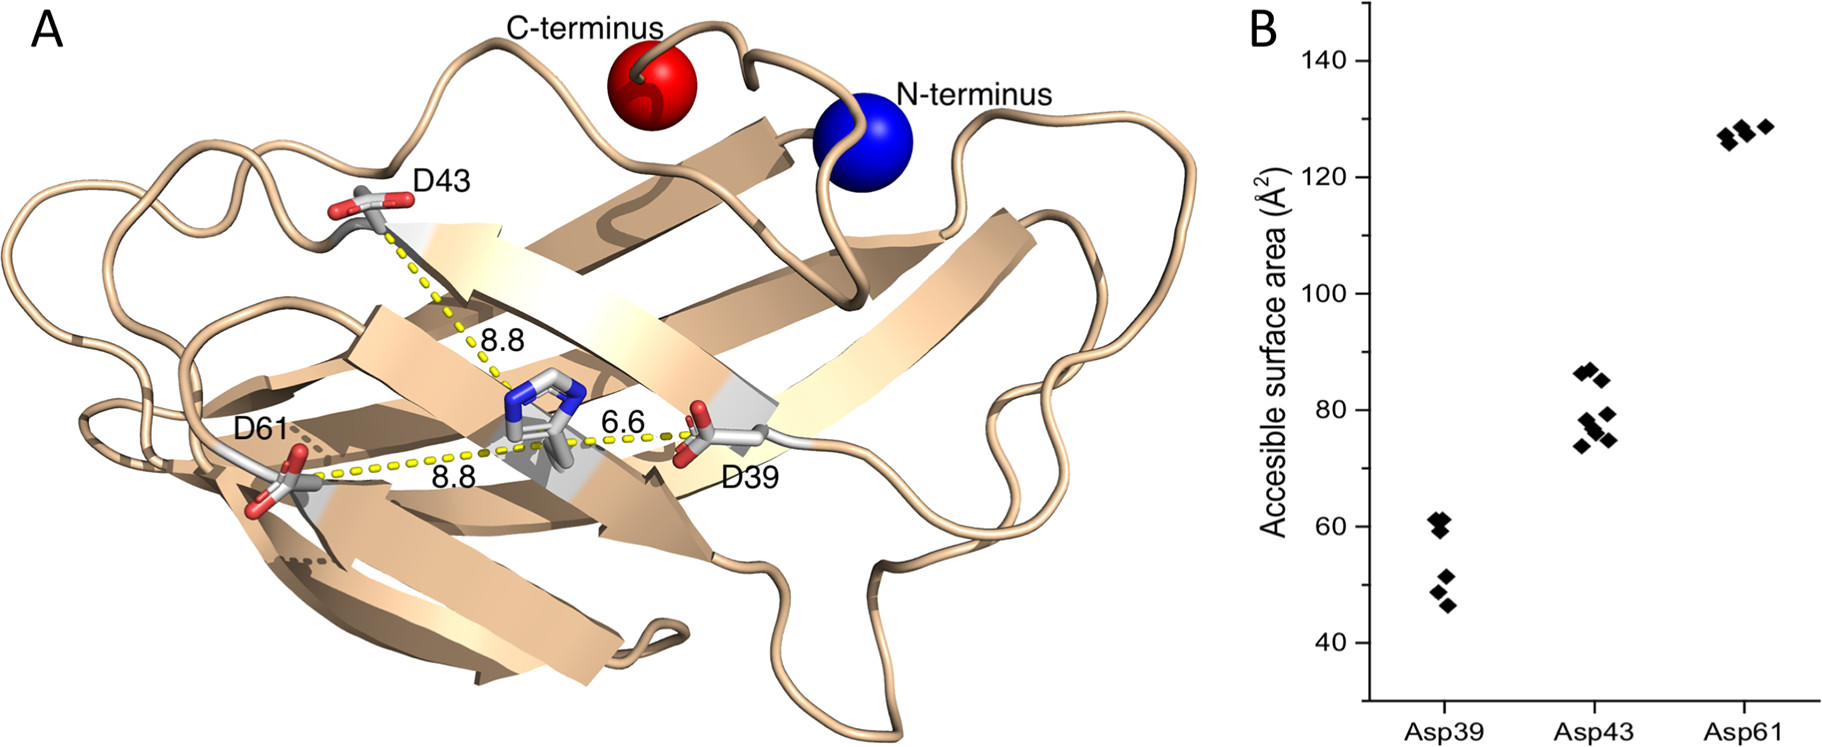 A
C-terminus
N-terminus
D43
8.8
6.6
D61
8.8
D39
B
Accesible surface area (Å²)
140
120
100
80
60
40
Asp39 Asp43 Asp61